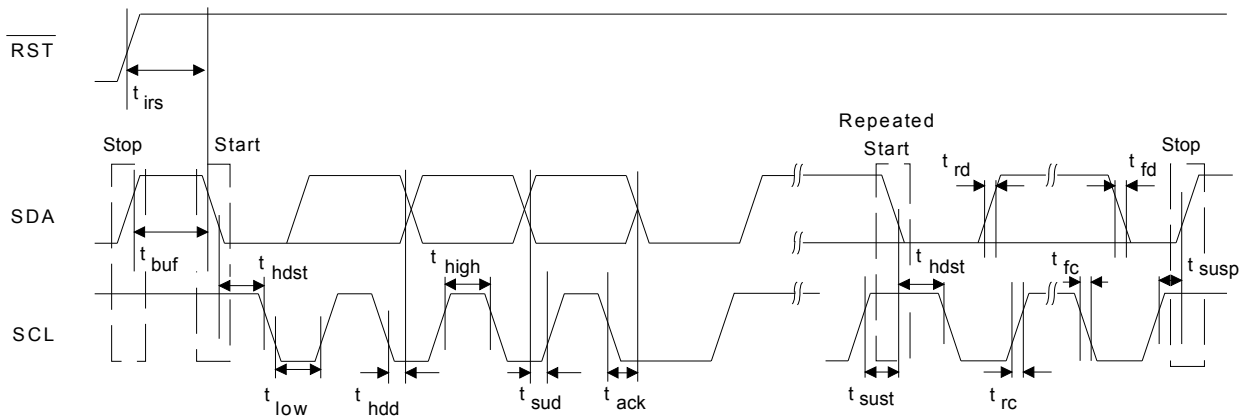 RST
t irs
Repeated
Stop Start Start Stop
t rd t fd
SDA
t buf t hdst t high t hdst t fc t susp
SCL
t low t hdd t sud t ack t sust t rc